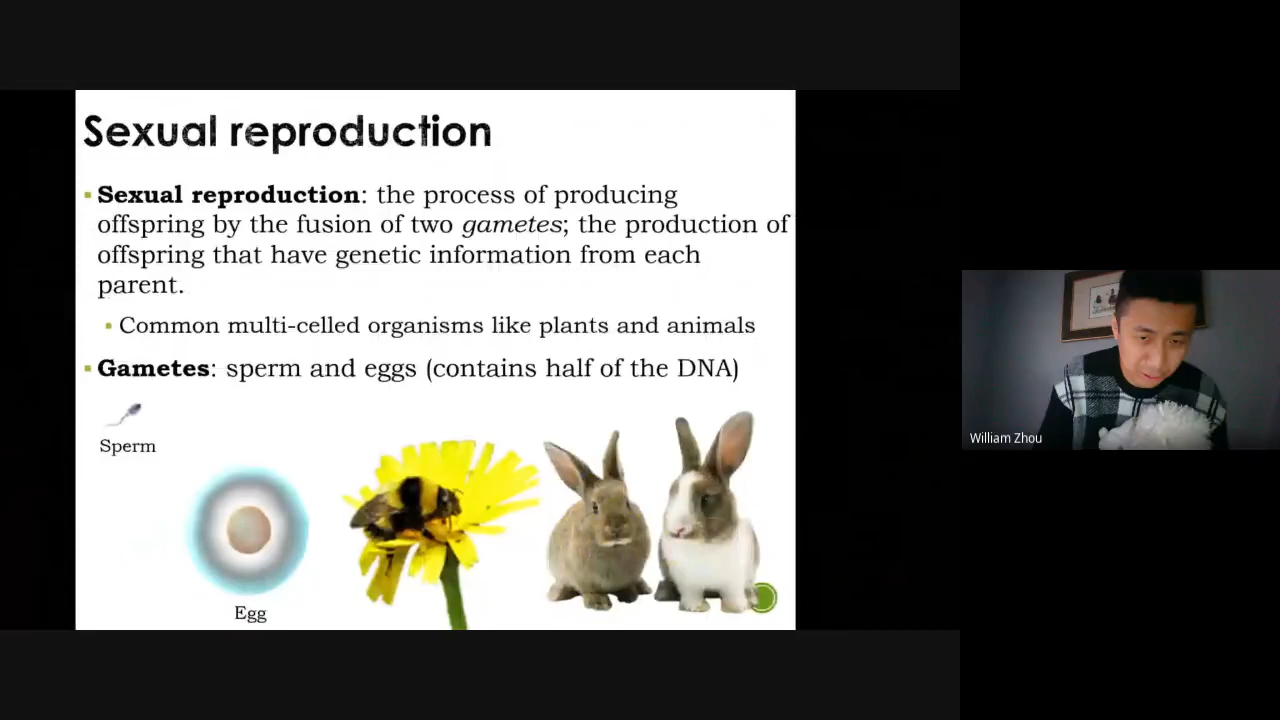 Sexual reproduction
Sexual reproduction: the process of producing
offspring by the fusion of two gametes; the production of
offspring that have genetic information from each
parent.
Common multi-celled organisms like plants and animals
Gametes: sperm and eggs (contains half of the DNA)
Sperm
Egg
William Zhou